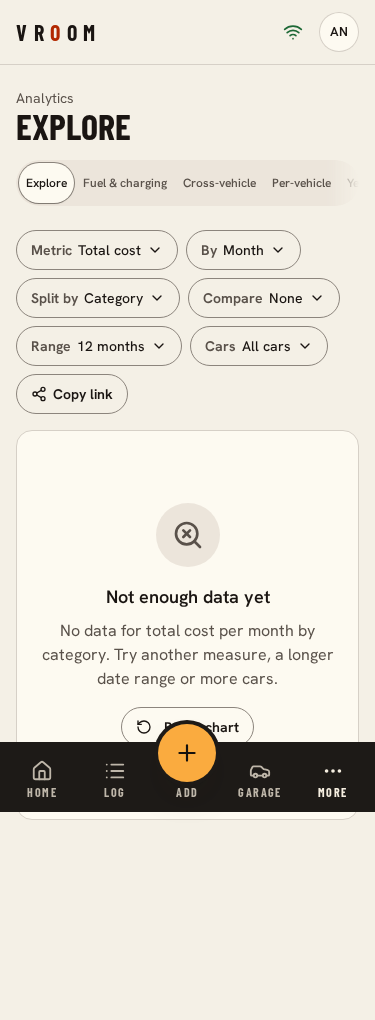 VROOM
AN
Analytics
EXPLORE
Explore Fuel & charging Cross-vehicle Per-vehicle
Metric Total cost
By Month
Split by Category
Compare None
Range 12 months
Cars All cars
Copy link
Not enough data yet
No data for total cost per month by
category. Try another measure, a longer
date range or more cars.
chart
HOME LOG ADD GARAGE MORE